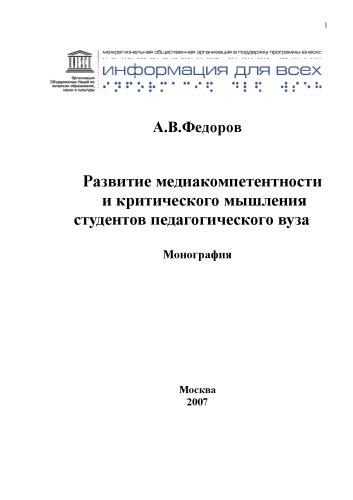 1
межрегиональная общественная организация в поддержку программы юнеско
UNESCO
информация для всех
Организация
Объединенных Наций по
вопросам образования,
науки и культуры
А.В.Федоров
Развитие медиакомпетентности
и критического мышления
студентов педагогического вуза
Монография
Москва
2007